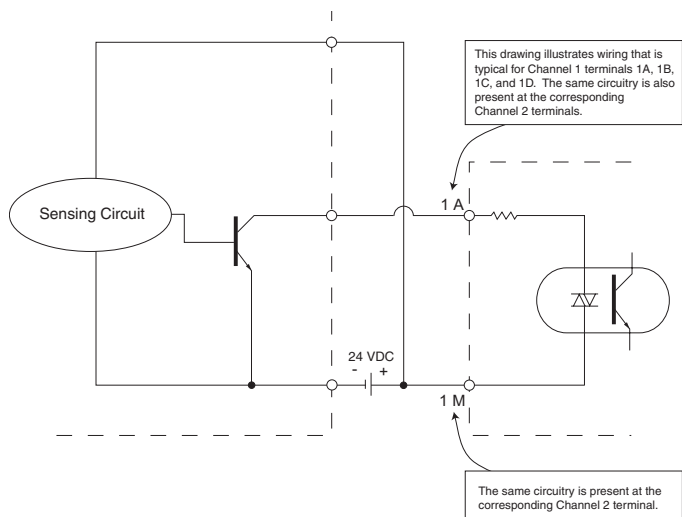 This drawing illustrates wiring that is
typical for Channel 1 terminals 1A, 1B,
1C, and 1D. The same circuitry is also
present at the corresponding
Channel 2 terminals.
Sensing Circuit
1 A
24 VDC
- +
1 M
The same circuitry is present at the
corresponding Channel 2 terminal.